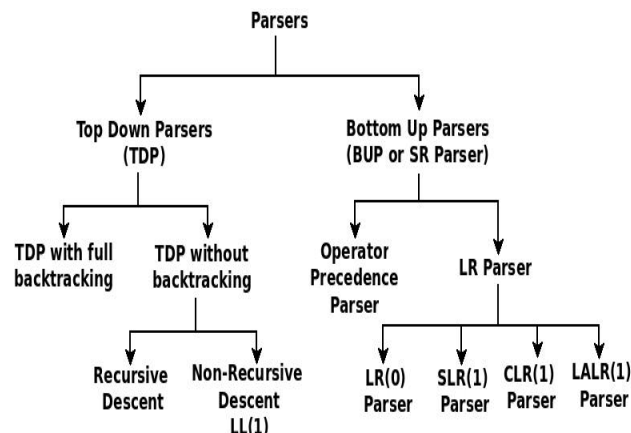 Parsers
Top Down Parsers
(TDP)
Bottom Up Parsers
(BUP or SR Parser)
TDP with full
backtracking
TDP without
backtracking
Operator
Precedence
Parser
LR Parser
Recursive
Descent
Non-Recursive
Descent
LL(1)
LR(0)
Parser
SLR(1)
Parser
CLR(1)
Parser
LALR(1)
Parser